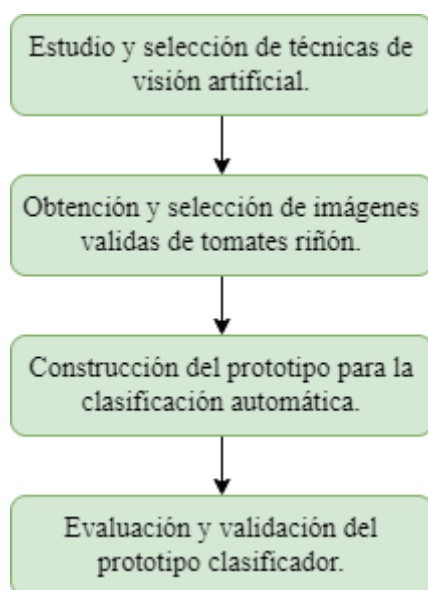 Estudio y selección de técnicas de
visión artificial.
Obtención y selección de imágenes
validas de tomates riñón.
Construcción del prototipo para la
clasificación automática.
Evaluación y validación del
prototipo clasificador.